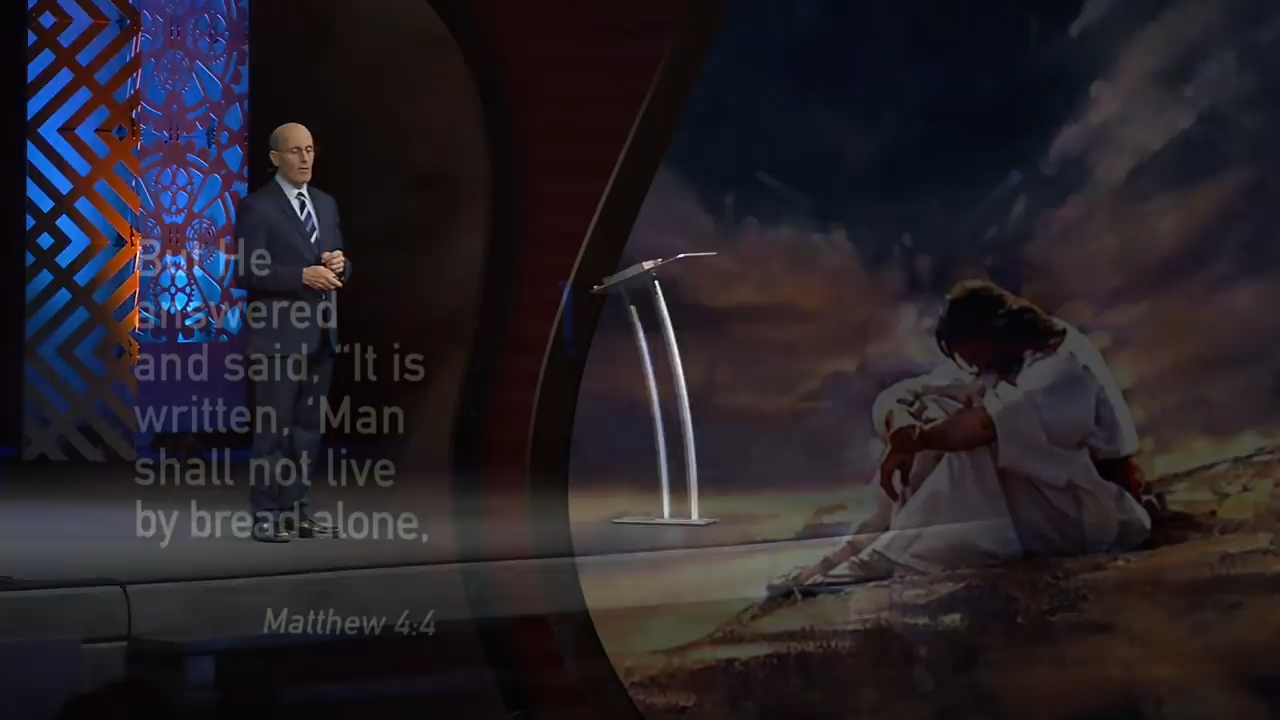 But He
answered
and said, “It is
written, ‘Man
shall not live
by bread alone,
Matthew 4:4